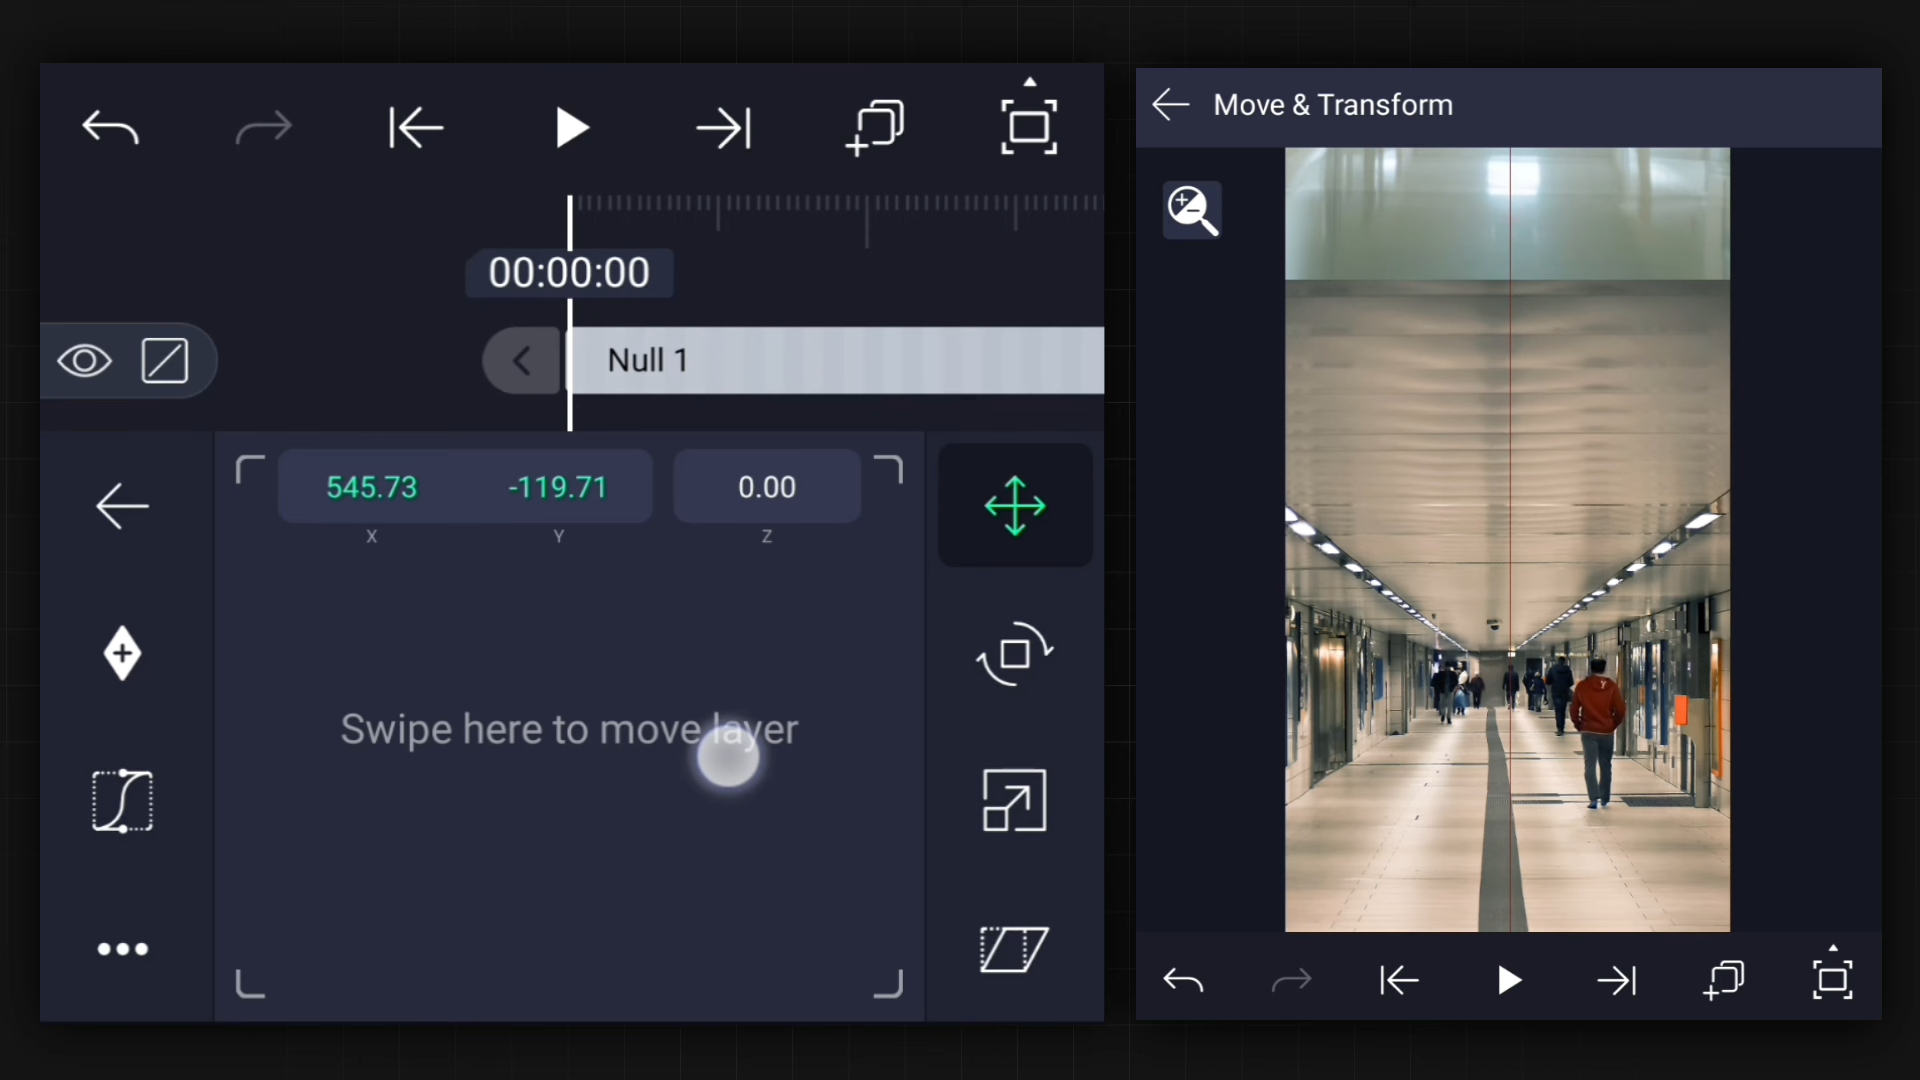 00:00:00
Null 1
545.73 -119.71 0.00
X Y Z
Swipe here to move layer
Move & Transform